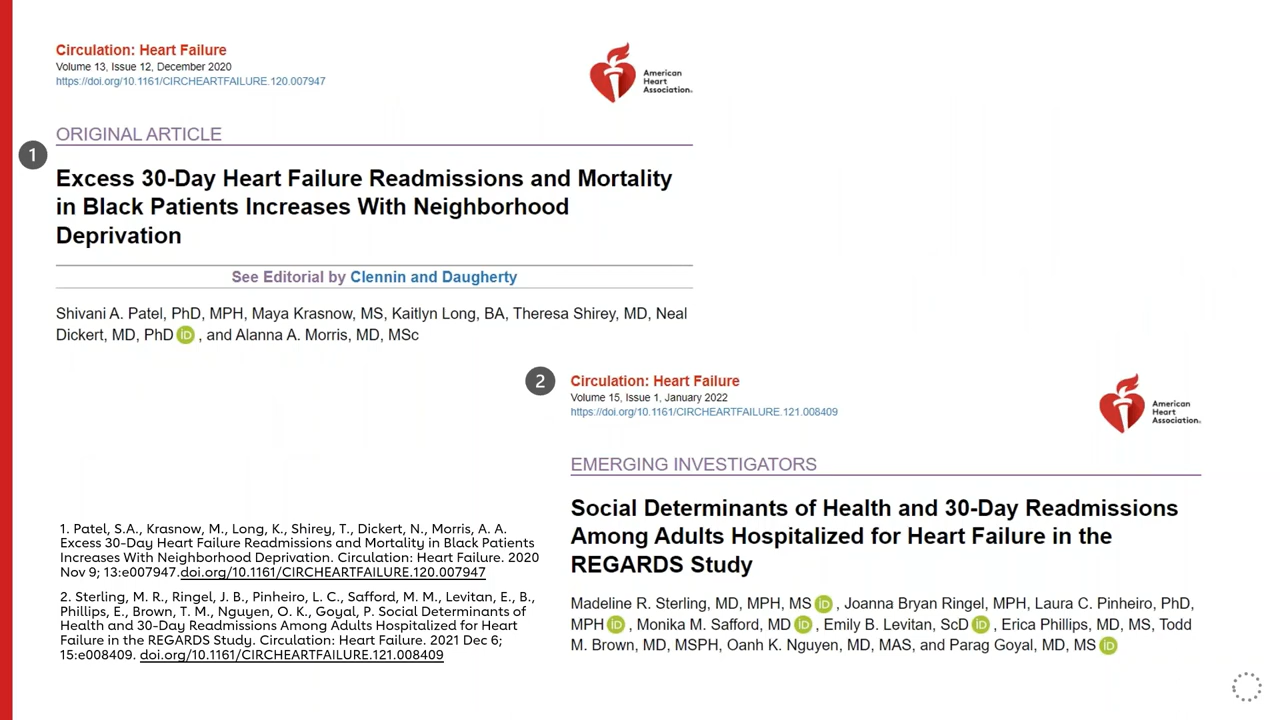 Circulation: Heart Failure
Volume 13, Issue 12, December 2020
https://doi.org/10.1161/CIRCHEARTFAILURE.120.007947
American
Heart
Association.
ORIGINAL ARTICLE
1
Excess 30-Day Heart Failure Readmissions and Mortality
in Black Patients Increases With Neighborhood
Deprivation
See Editorial by Clennin and Daugherty
Shivani A. Patel, PhD, MPH, Maya Krasnow, MS, Kaitlyn Long, BA, Theresa Shirey, MD, Neal
Dickert, MD, PhD iD , and Alanna A. Morris, MD, MSc
2
Circulation: Heart Failure
Volume 15, Issue 1, January 2022
https://doi.org/10.1161/CIRCHEARTFAILURE.121.008409
American
Heart
Association.
EMERGING INVESTIGATORS
Social Determinants of Health and 30-Day Readmissions
Among Adults Hospitalized for Heart Failure in the
REGARDS Study
Madeline R. Sterling, MD, MPH, MS iD , Joanna Bryan Ringel, MPH, Laura C. Pinheiro, PhD,
MPH iD , Monika M. Safford, MD iD , Emily B. Levitan, ScD iD , Erica Phillips, MD, MS, Todd
M. Brown, MD, MSPH, Oanh K. Nguyen, MD, MAS, and Parag Goyal, MD, MS iD
1. Patel, S.A., Krasnow, M., Long, K., Shirey, T., Dickert, N., Morris, A. A.
Excess 30-Day Heart Failure Readmissions and Mortality in Black Patients
Increases With Neighborhood Deprivation. Circulation: Heart Failure. 2020
Nov 9; 13:e007947.doi.org/10.1161/CIRCHEARTFAILURE.120.007947
2. Sterling, M. R., Ringel, J. B., Pinheiro, L. C., Safford, M. M., Levitan, E., B.,
Phillips, E., Brown, T. M., Nguyen, O. K., Goyal, P. Social Determinants of
Health and 30-Day Readmissions Among Adults Hospitalized for Heart
Failure in the REGARDS Study. Circulation: Heart Failure. 2021 Dec 6;
15:e008409. doi.org/10.1161/CIRCHEARTFAILURE.121.008409